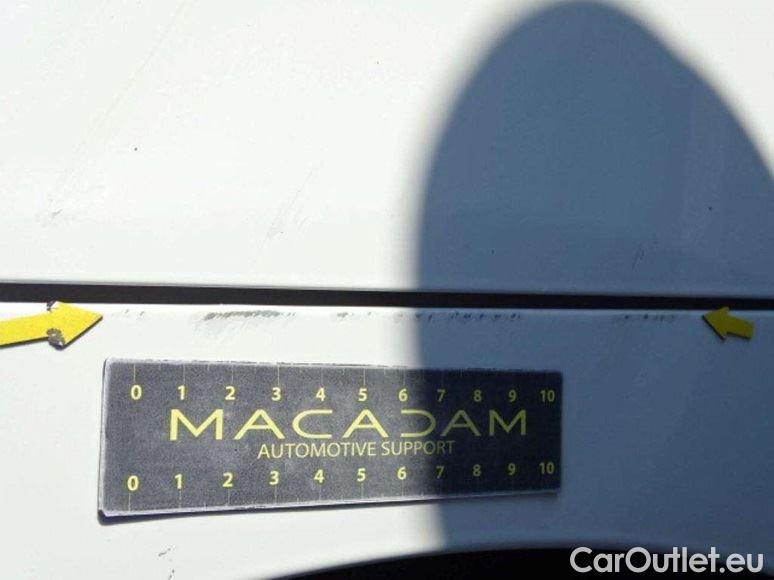 0 1 2 3 4 5 6 7 8 9 10
MACADAM
AUTOMOTIVE SUPPORT
0 1 2 3 4 5 6 7 8 9 10
CarOutlet.eu